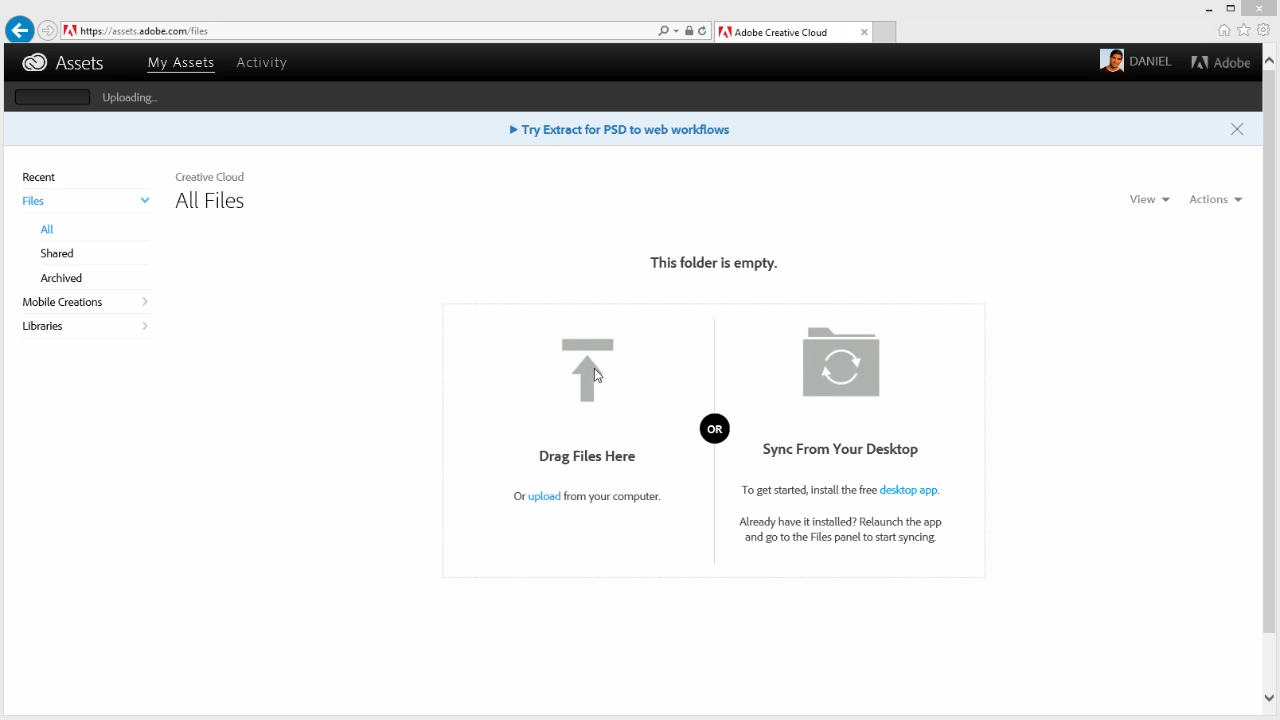 https://assets.adobe.com/files
Adobe Creative Cloud
Assets
My Assets
Activity
DANIEL
Adobe
Uploading...
Try Extract for PSD to web workflows
Recent
Files
All
Shared
Archived
Mobile Creations
Libraries
Creative Cloud
All Files
View
Actions
This folder is empty.
Drag Files Here
Or upload from your computer.
OR
Sync From Your Desktop
To get started, install the free desktop app.
Already have it installed? Relaunch the app
and go to the Files panel to start syncing.